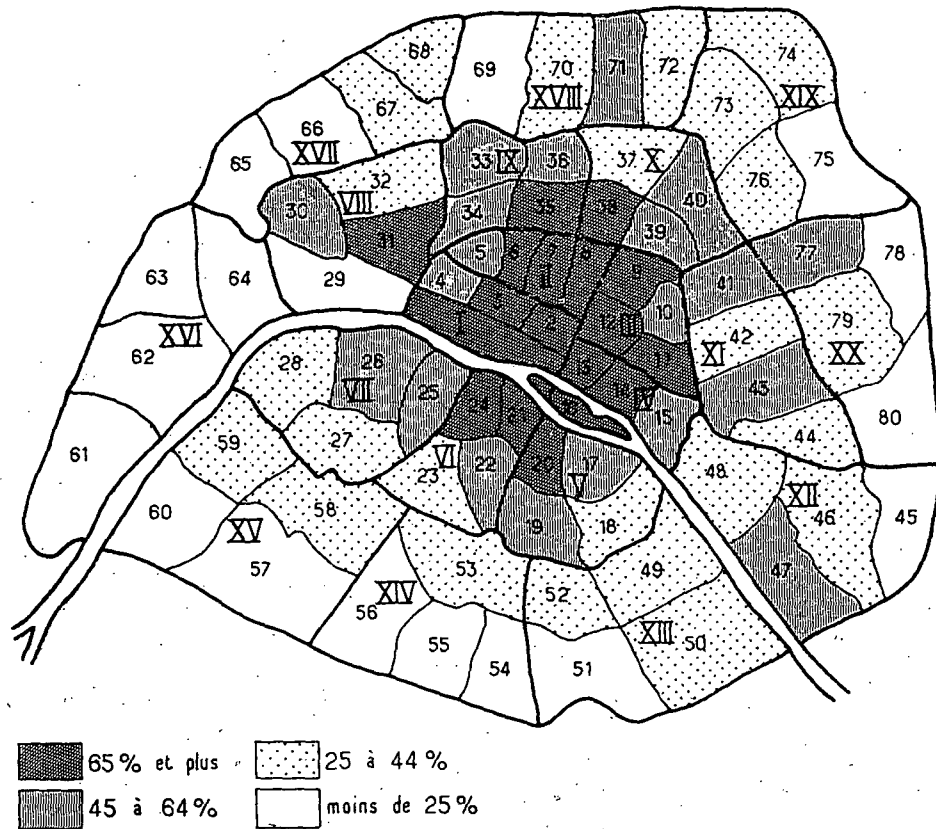 68 69 70 71 72 74
XVIII
67 73 XIX
66
65 XVII 33 IX 36 37 X 75
32 76
30 VIII 35 38 40
34 39
31 5 6 7 8 77 78
63 64 29 4 II 9 41
3 10
62 XVI 1 2 12 III 42 79
XI XX
28 26 13 11 43
VII 25 14 IV 15 80
24 21 16 44
61 59 27 VI 20 17 48
23 22 V XII
60 58 19 18 46 45
XV 53 49 47
57 XIV 52
56 XIII 50
55 54 51
65% et plus 25 à 44%
45 à 64% moins de 25%